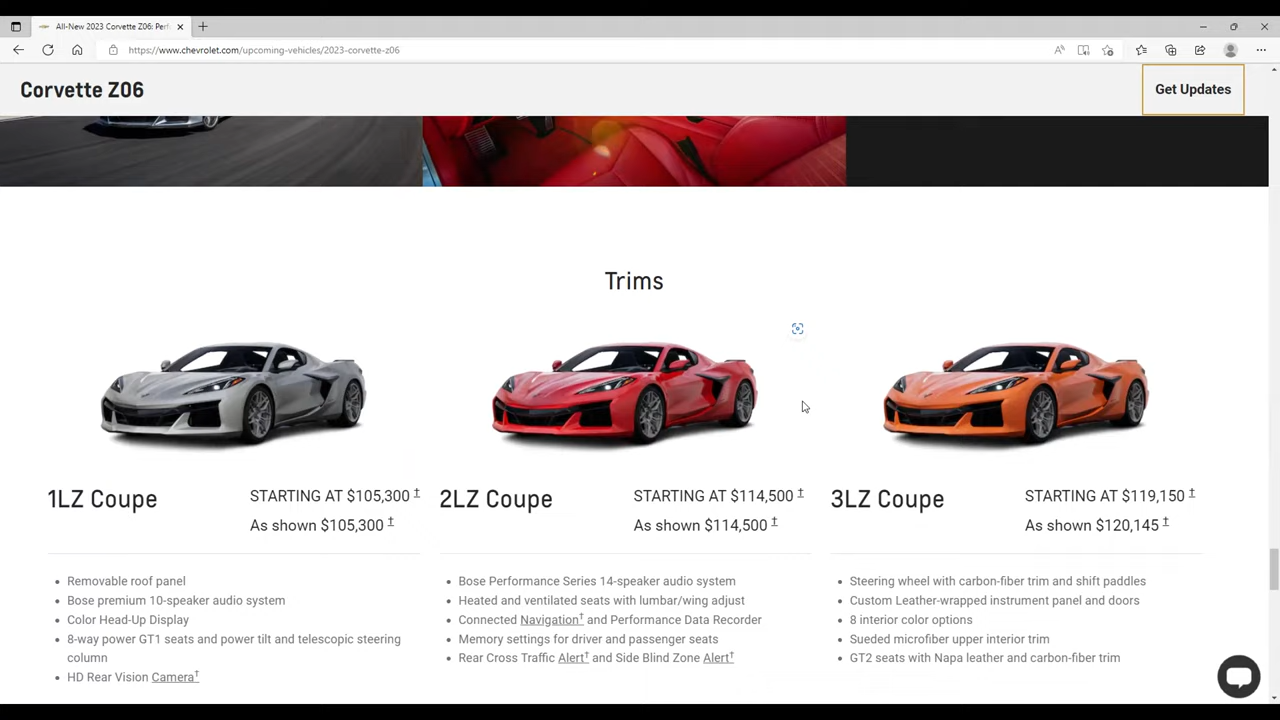 All-New 2023 Corvette Z06: Perf
https://www.chevrolet.com/upcoming-vehicles/2023-corvette-z06
Corvette Z06
Get Updates
Trims
1LZ Coupe
STARTING AT $105,300 †
As shown $105,300 †
Removable roof panel
Bose premium 10-speaker audio system
Color Head-Up Display
8-way power GT1 seats and power tilt and telescopic steering
column
HD Rear Vision Camera†
2LZ Coupe
STARTING AT $114,500 †
As shown $114,500 †
Bose Performance Series 14-speaker audio system
Heated and ventilated seats with lumbar/wing adjust
Connected Navigation† and Performance Data Recorder
Memory settings for driver and passenger seats
Rear Cross Traffic Alert† and Side Blind Zone Alert†
3LZ Coupe
STARTING AT $119,150 †
As shown $120,145 †
Steering wheel with carbon-fiber trim and shift paddles
Custom Leather-wrapped instrument panel and doors
8 interior color options
Sueded microfiber upper interior trim
GT2 seats with Napa leather and carbon-fiber trim